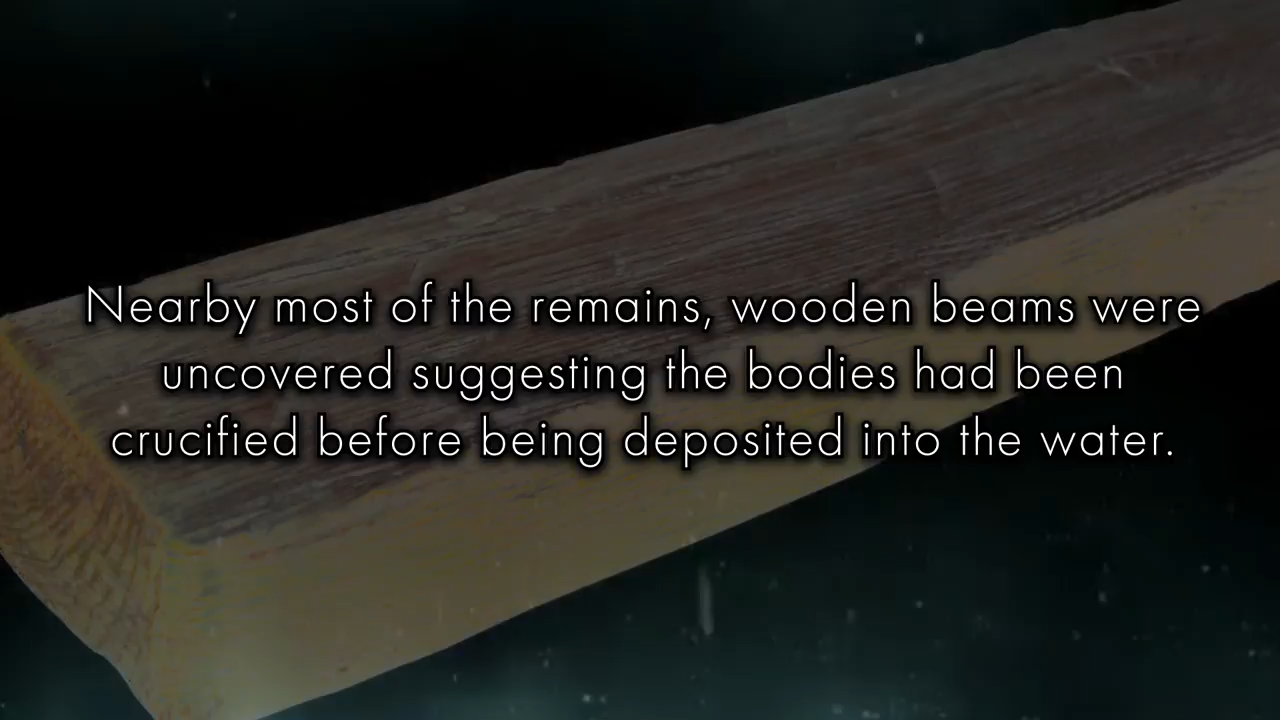 Nearby most of the remains, wooden beams were
uncovered suggesting the bodies had been
crucified before being deposited into the water.